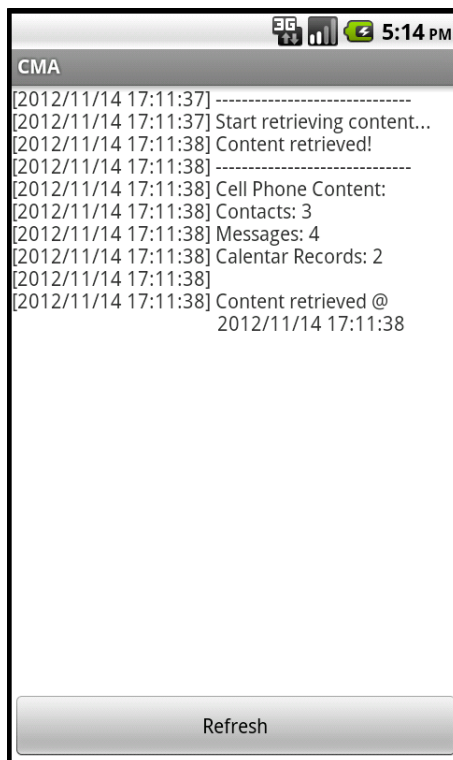 3G 5:14 PM
CMA
[2012/11/14 17:11:37] ------------------------------
[2012/11/14 17:11:37] Start retrieving content...
[2012/11/14 17:11:38] Content retrieved!
[2012/11/14 17:11:38] ------------------------------
[2012/11/14 17:11:38] Cell Phone Content:
[2012/11/14 17:11:38] Contacts: 3
[2012/11/14 17:11:38] Messages: 4
[2012/11/14 17:11:38] Calentar Records: 2
[2012/11/14 17:11:38]
[2012/11/14 17:11:38] Content retrieved @
2012/11/14 17:11:38
Refresh